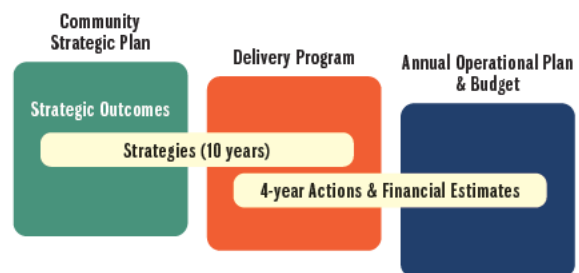 Community
Strategic Plan
Delivery Program
Annual Operational Plan
& Budget
Strategic Outcomes
Strategies (10 years)
4-year Actions & Financial Estimates